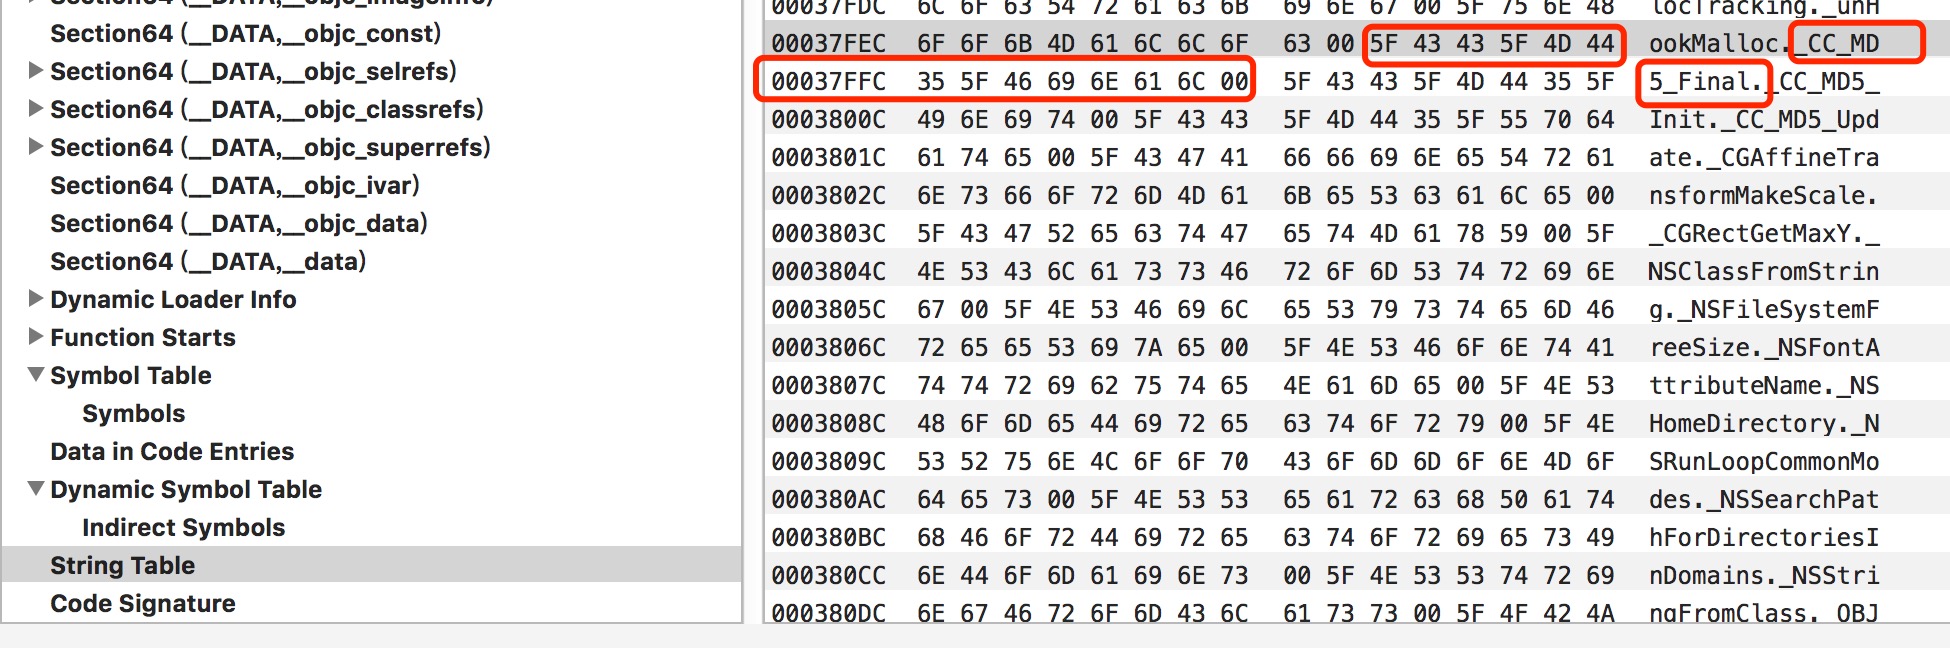 Section64 (__DATA,__objc_imageinfo)
Section64 (__DATA,__objc_const)
Section64 (__DATA,__objc_selrefs)
Section64 (__DATA,__objc_classrefs)
Section64 (__DATA,__objc_superrefs)
Section64 (__DATA,__objc_ivar)
Section64 (__DATA,__objc_data)
Section64 (__DATA,__data)
Dynamic Loader Info
Function Starts
Symbol Table
Symbols
Data in Code Entries
Dynamic Symbol Table
Indirect Symbols
String Table
Code Signature
00037FDC 6C 6F 63 54 72 61 63 6B 69 6E 67 00 5F 75 6E 48 locTracking._unH
00037FEC 6F 6F 6B 4D 61 6C 6C 6F 63 00 5F 43 43 5F 4D 44 ookMalloc._CC_MD
00037FFC 35 5F 46 69 6E 61 6C 00 5F 43 43 5F 4D 44 35 5F 5_Final._CC_MD5_
0003800C 49 6E 69 74 00 5F 43 43 5F 4D 44 35 5F 55 70 64 Init._CC_MD5_Upd
0003801C 61 74 65 00 5F 43 47 41 66 66 69 6E 65 54 72 61 ate._CGAffineTra
0003802C 6E 73 66 6F 72 6D 4D 61 6B 65 53 63 61 6C 65 00 nsformMakeScale.
0003803C 5F 43 47 52 65 63 74 47 65 74 4D 61 78 59 00 5F _CGRectGetMaxY._
0003804C 4E 53 43 6C 61 73 73 46 72 6F 6D 53 74 72 69 6E NSClassFromStrin
0003805C 67 00 5F 4E 53 46 69 6C 65 53 79 73 74 65 6D 46 g._NSFileSystemF
0003806C 72 65 65 53 69 7A 65 00 5F 4E 53 46 6F 6E 74 41 reeSize._NSFontA
0003807C 74 74 72 69 62 75 74 65 4E 61 6D 65 00 5F 4E 53 ttributeName._NS
0003808C 48 6F 6D 65 44 69 72 65 63 74 6F 72 79 00 5F 4E HomeDirectory._N
0003809C 53 52 75 6E 4C 6F 6F 70 43 6F 6D 6D 6F 6E 4D 6F SRunLoopCommonMo
000380AC 64 65 73 00 5F 4E 53 53 65 61 72 63 68 50 61 74 des._NSSearchPat
000380BC 68 46 6F 72 44 69 72 65 63 74 6F 72 69 65 73 49 hForDirectoriesI
000380CC 6E 44 6F 6D 61 69 6E 73 00 5F 4E 53 53 74 72 69 nDomains._NSStri
000380DC 6E 67 46 72 6F 6D 43 6C 61 73 73 00 5F 4F 42 4A ngFromClass._OBJ